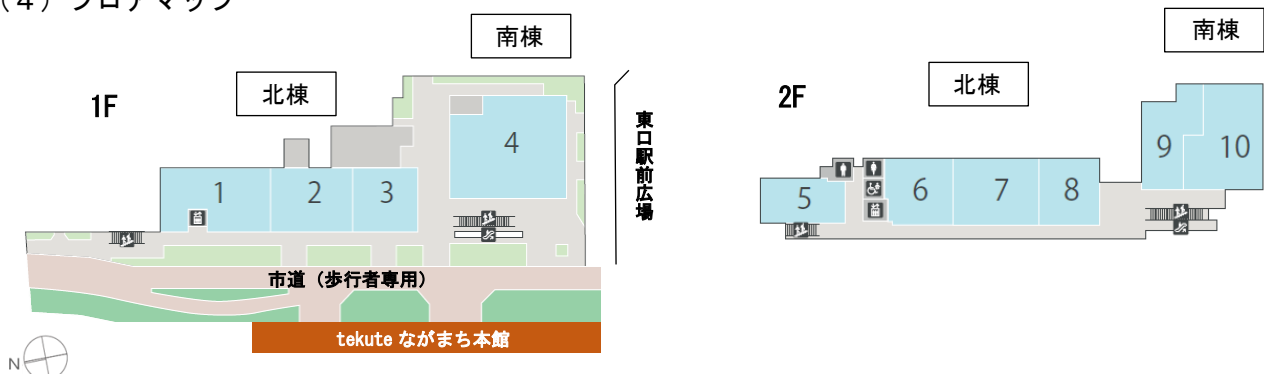 （4）フロアマップ
南棟
北棟
1F
1
2
3
4
東口駅前広場
市道（歩行者専用）
tekute ながまち本館
N
南棟
北棟
2F
5
6
7
8
9
10